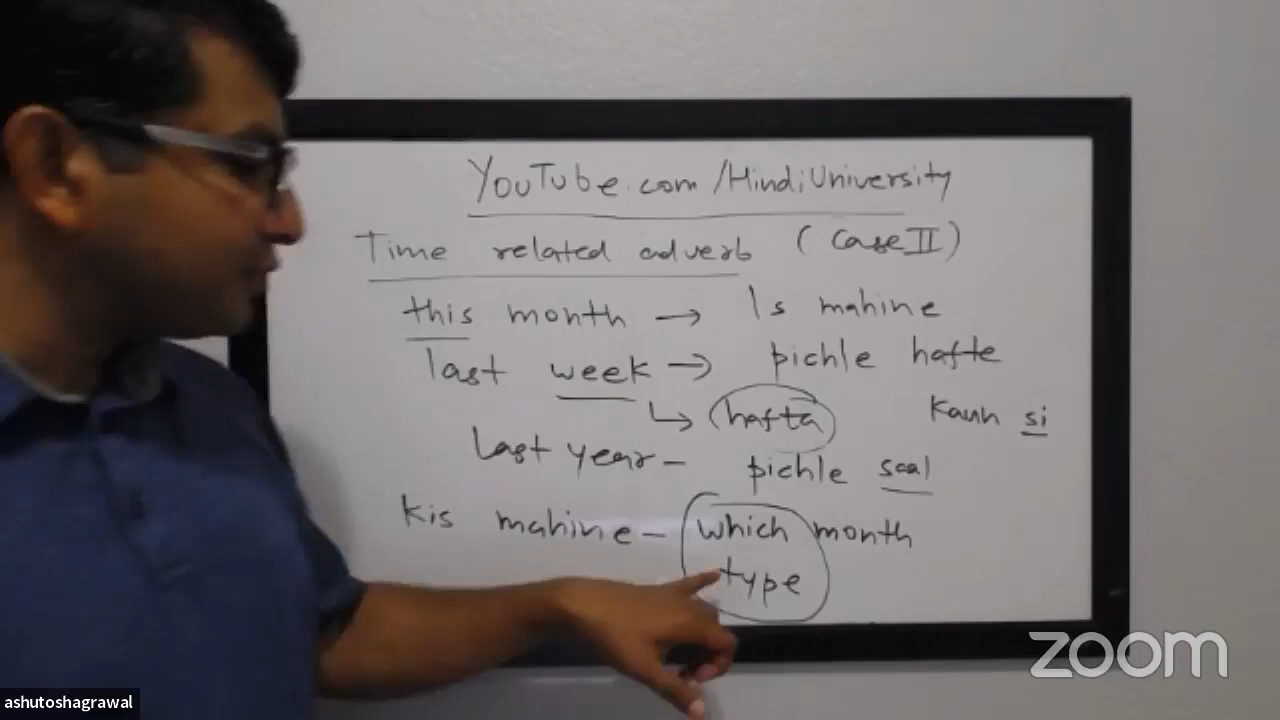 YouTube.com/HindiUniversity
Time related adverb (Case II)
this month → Is mahine
last week → pichle hafte
↳ hafta
Kaun si
Last year - pichle saal
Kis mahine - which month
type
zoom
ashutoshagrawal